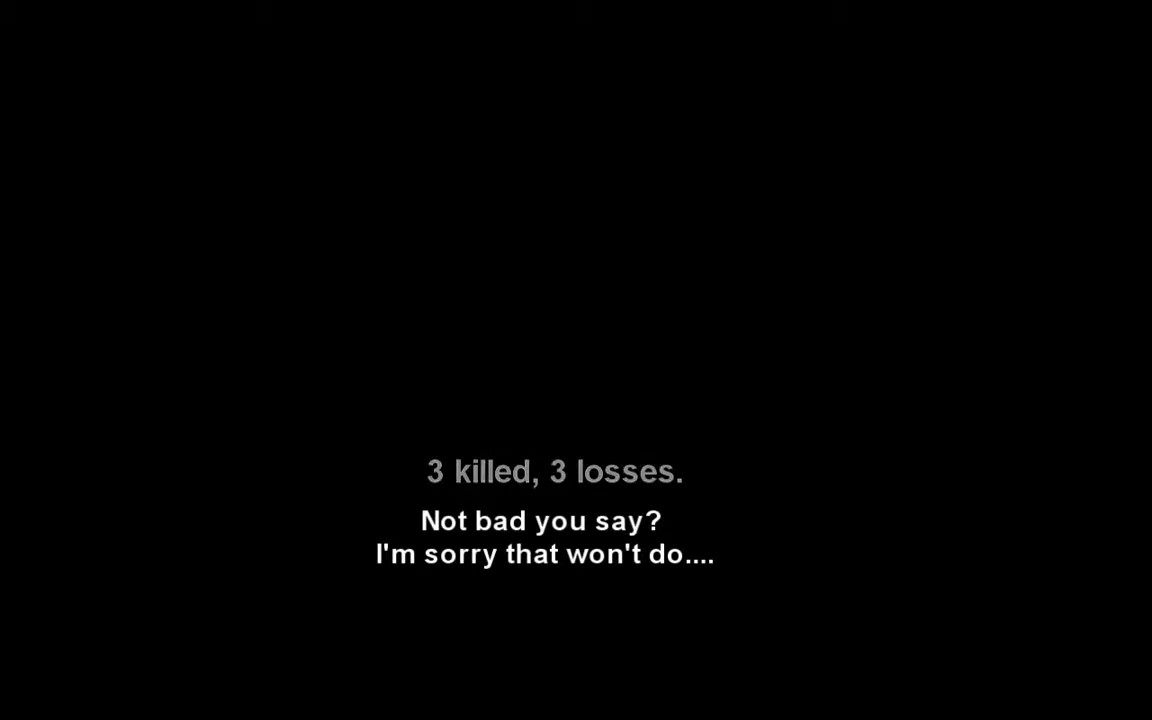 3 killed, 3 losses.
Not bad you say?
I'm sorry that won't do....